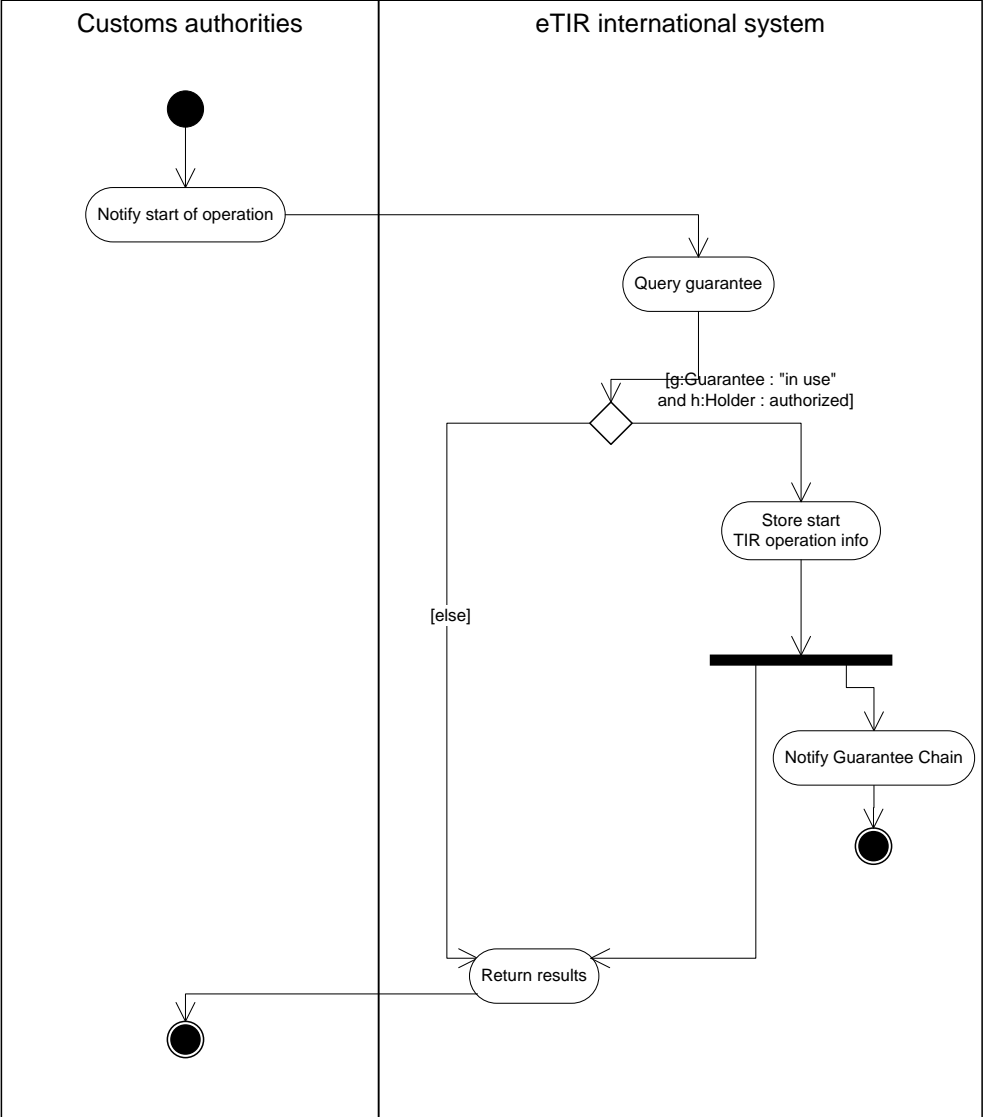 Customs authorities
eTIR international system
Notify start of operation
Query guarantee
[g:Guarantee : "in use"
and h:Holder : authorized]
Store start
TIR operation info
[else]
Notify Guarantee Chain
Return results